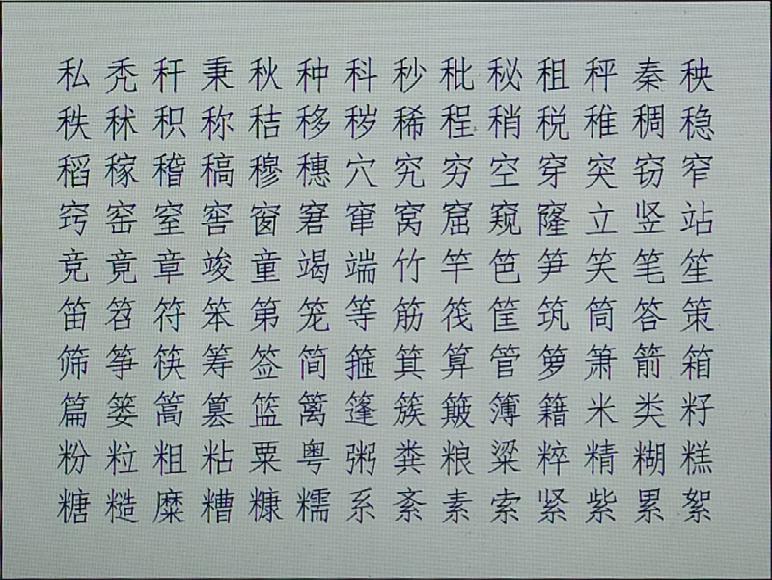 私秃秆秉秋种科秒秕秘租秤秦秧
秩秫积称秸移秽稀程稍税稚稠稳
稻稼稽稿穆穗穴究穷空穿突窃窄
窍窑窒窖窗窘窜窝窟窥窿立竖站
竞竟章竣童竭端竹竿笆笋笑笔笙
笛笤符笨第笼等筋筏筐筑筒答策
筛筝筷筹签简箍箕算管箩箫箭箱
篇篓篙篡篮篱篷簇簸簿籍米类籽
粉粒粗粘粟粤粥粪粮粱粹精糊糕
糖糙糜糟糠糯系紊素索紧紫累絮